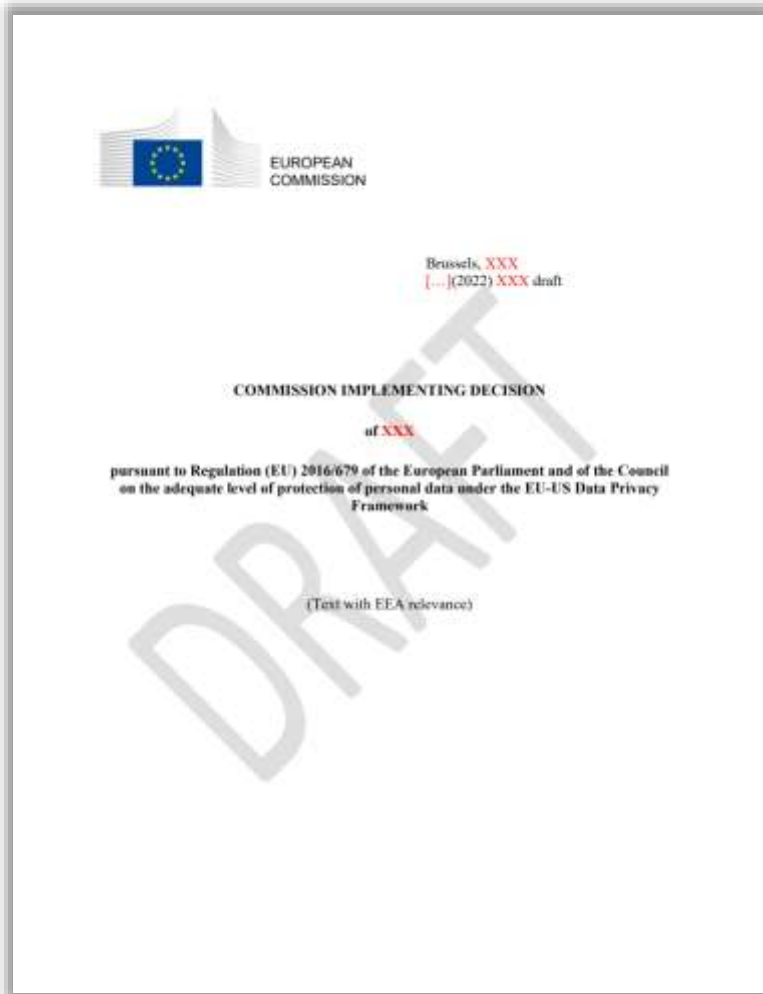 EUROPEAN
COMMISSION
Brussels, XXX
[…](2022) XXX draft
COMMISSION IMPLEMENTING DECISION
of XXX
pursuant to Regulation (EU) 2016/679 of the European Parliament and of the Council
on the adequate level of protection of personal data under the EU-US Data Privacy
Framework
(Text with EEA relevance)
DRAFT